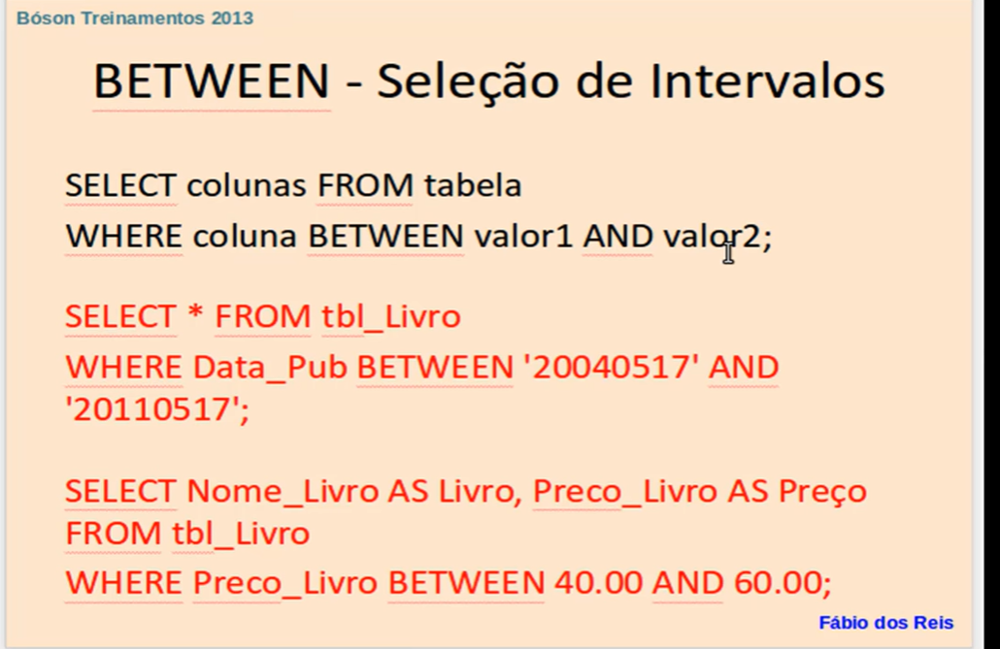 Bóson Treinamentos 2013
BETWEEN - Seleção de Intervalos
SELECT colunas FROM tabela
WHERE coluna BETWEEN valor1 AND valor2;
SELECT * FROM tbl_Livro
WHERE Data_Pub BETWEEN '20040517' AND
'20110517';
SELECT Nome_Livro AS Livro, Preco_Livro AS Preço
FROM tbl_Livro
WHERE Preco_Livro BETWEEN 40.00 AND 60.00;
Fábio dos Reis